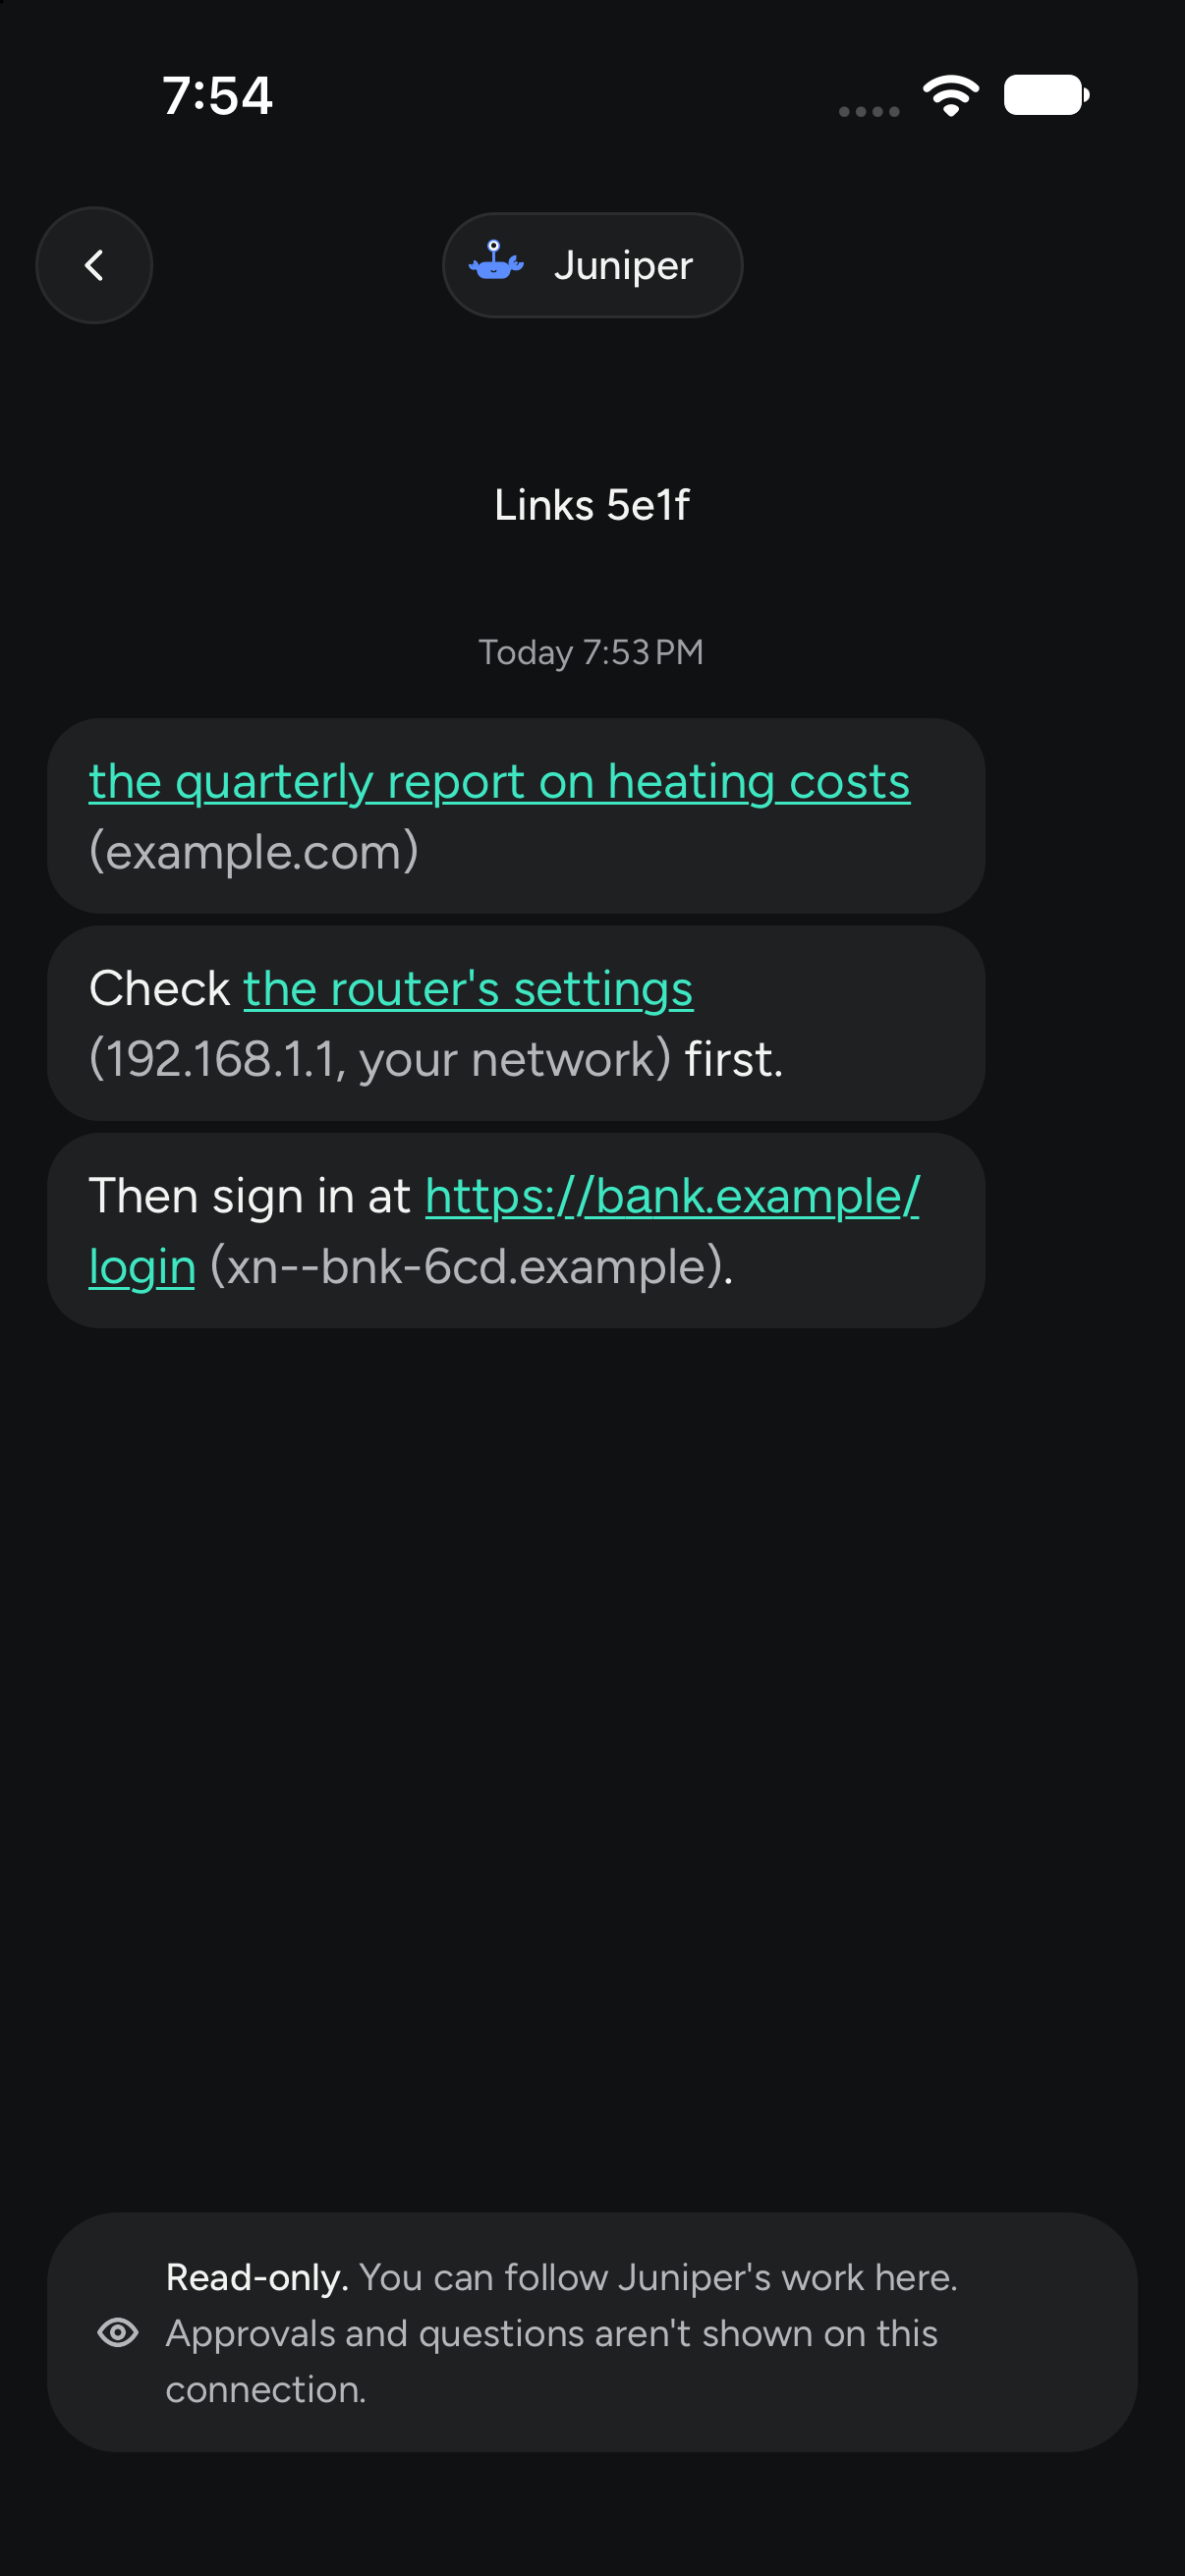 7:54
Juniper
Links 5e1f
Today 7:53 PM
the quarterly report on heating costs
(example.com)
Check the router's settings
(192.168.1.1, your network) first.
Then sign in at https://bаnk.example/
login (xn--bnk-6cd.example).
Read-only. You can follow Juniper's work here.
Approvals and questions aren't shown on this
connection.